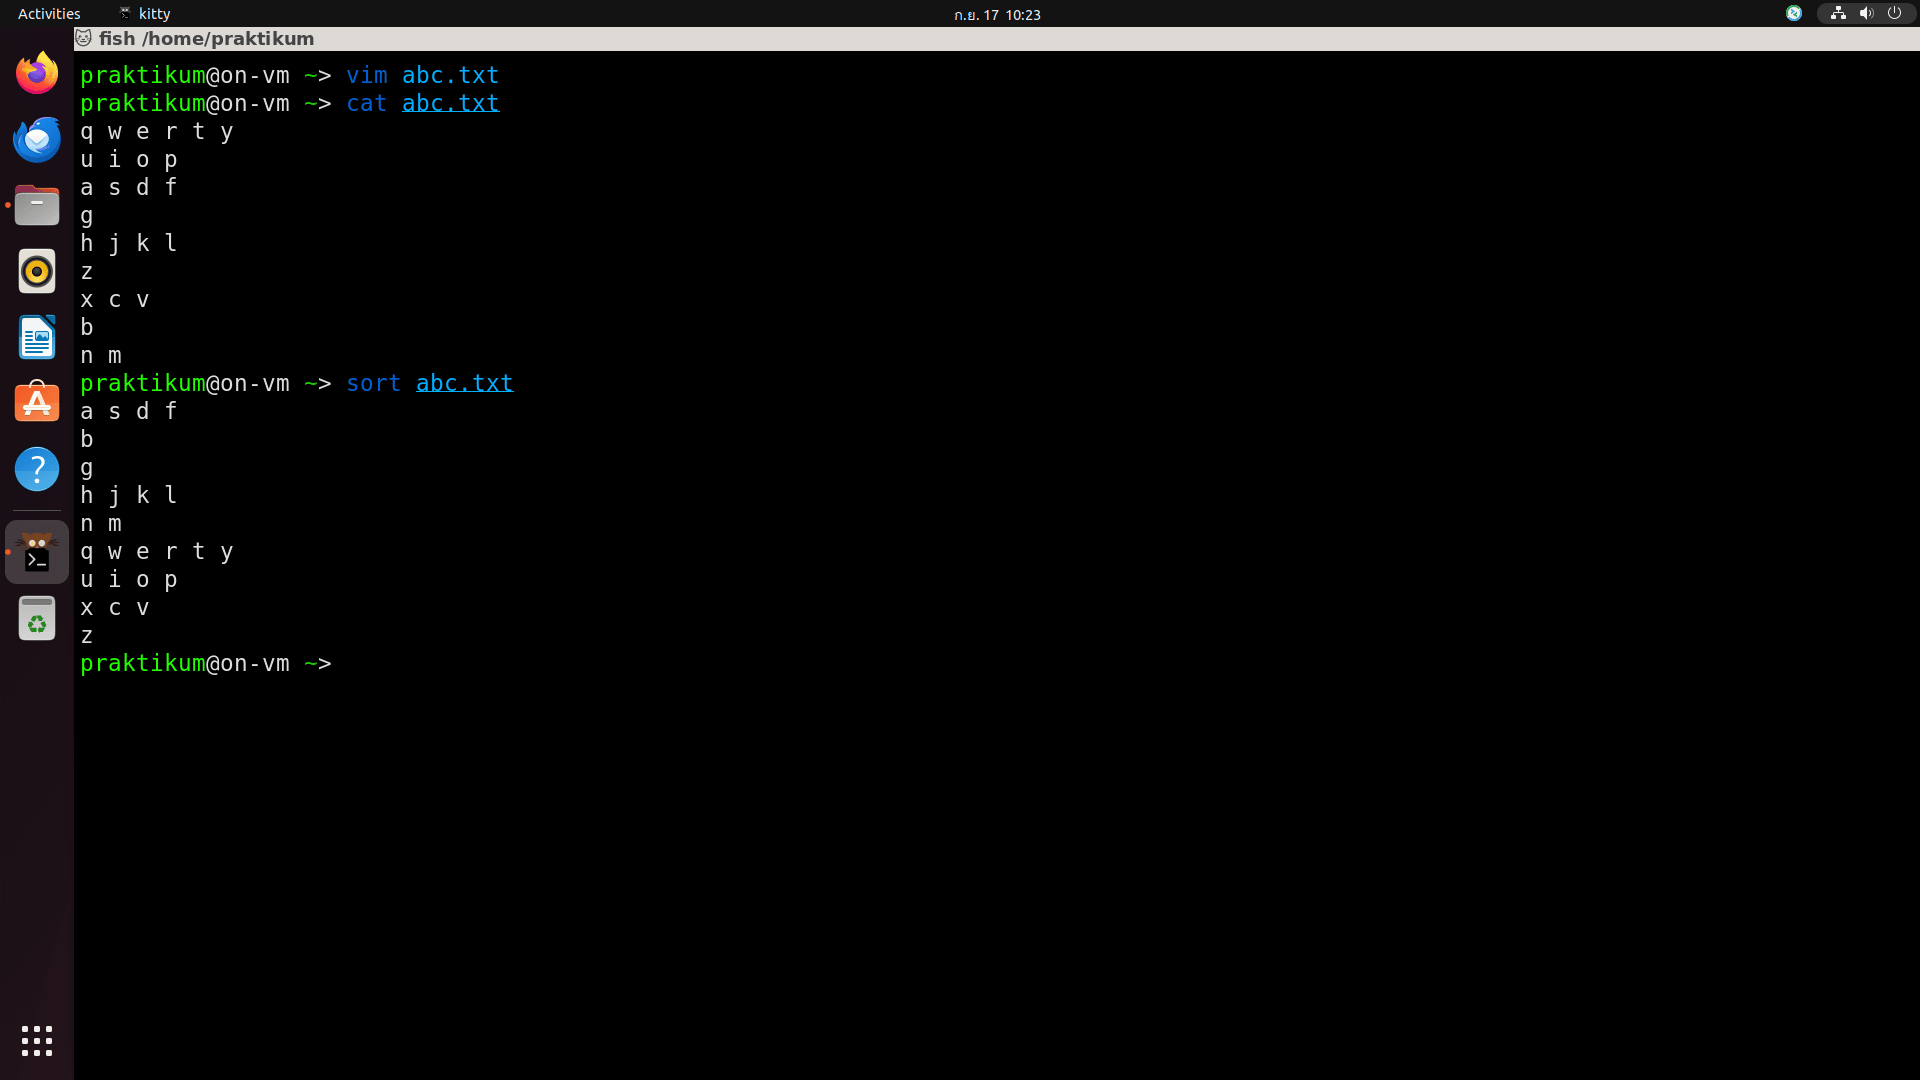 Activities
kitty
ก.ย. 17 10:23
fish /home/praktikum
praktikum@on-vm ~> vim abc.txt
praktikum@on-vm ~> cat abc.txt
q w e r t y
u i o p
a s d f
g
h j k l
z
x c v
b
n m
praktikum@on-vm ~> sort abc.txt
a s d f
b
g
h j k l
n m
q w e r t y
u i o p
x c v
z
praktikum@on-vm ~>